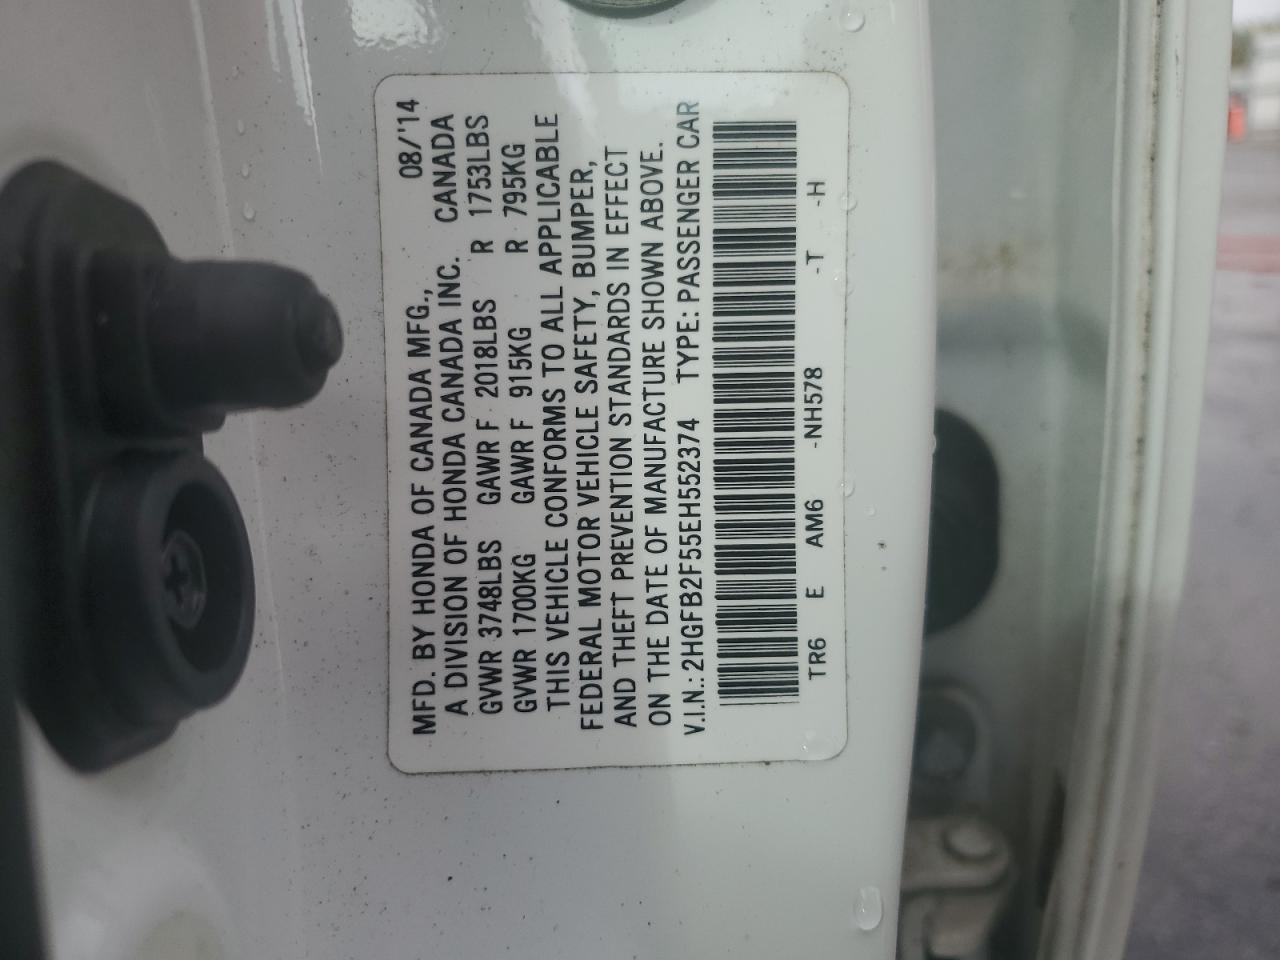 MFD. BY HONDA OF CANADA MFG., 08/'14
A DIVISION OF HONDA CANADA INC. CANADA
GVWR 3748LBS GAWR F 2018LBS R 1753LBS
GVWR 1700KG GAWR F 915KG R 795KG
THIS VEHICLE CONFORMS TO ALL APPLICABLE
FEDERAL MOTOR VEHICLE SAFETY, BUMPER,
AND THEFT PREVENTION STANDARDS IN EFFECT
ON THE DATE OF MANUFACTURE SHOWN ABOVE.
V.I.N.: 2HGFB2F55EH552374 TYPE: PASSENGER CAR
TR6 E AM6 -NH578 -T -H